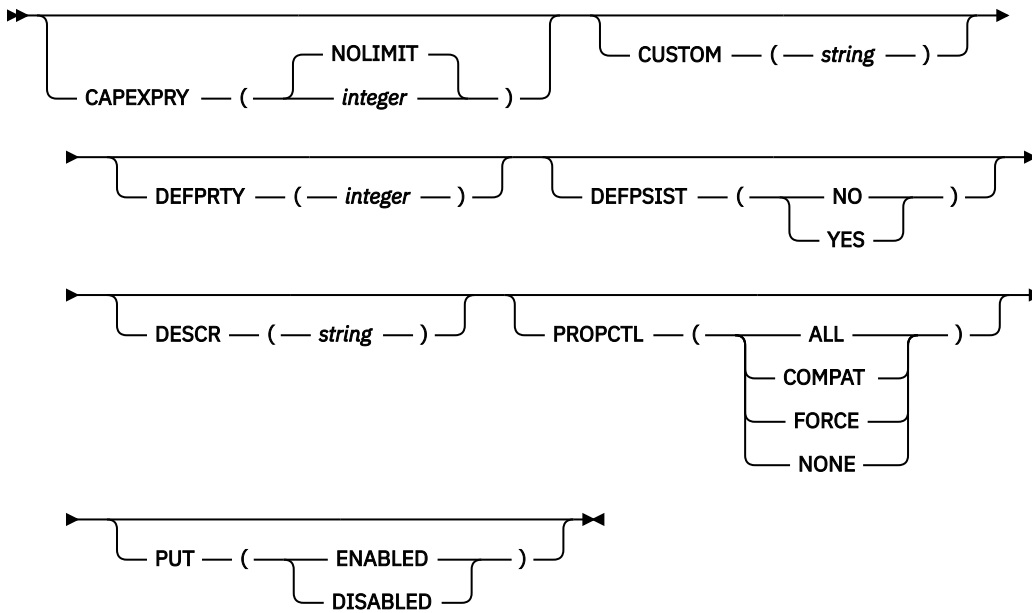 NOLIMIT
CAPEXPRY ( integer )
CUSTOM ( string )
DEFPRTY ( integer )
DEFPSIST ( NO )
YES
DESCR ( string )
PROPCTL ( ALL )
COMPAT
FORCE
NONE
PUT ( ENABLED )
DISABLED